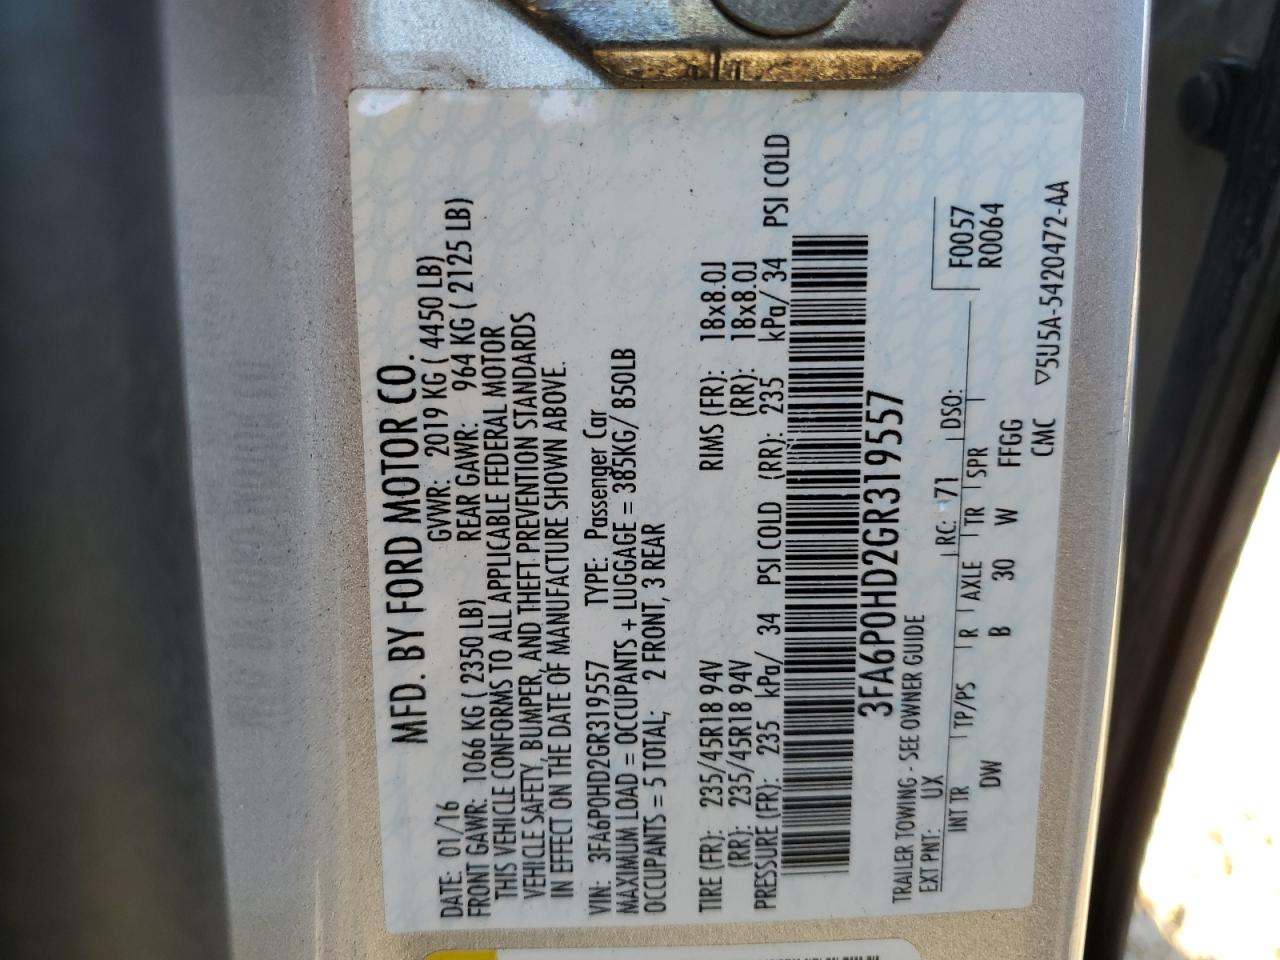 MFD. BY FORD MOTOR CO.
DATE: 01/16 GVWR: 2019 KG ( 4450 LB)
FRONT GAWR: 1066 KG ( 2350 LB) REAR GAWR: 964 KG ( 2125 LB)
THIS VEHICLE CONFORMS TO ALL APPLICABLE FEDERAL MOTOR
VEHICLE SAFETY, BUMPER, AND THEFT PREVENTION STANDARDS
IN EFFECT ON THE DATE OF MANUFACTURE SHOWN ABOVE.
VIN: 3FA6P0HD2GR319557 TYPE: Passenger Car
MAXIMUM LOAD = OCCUPANTS + LUGGAGE = 385KG/ 850LB
OCCUPANTS = 5 TOTAL; 2 FRONT, 3 REAR
TIRE (FR): 235/45R18 94V RIMS (FR): 18x8.0J
(RR): 235/45R18 94V (RR): 18x8.0J
PRESSURE (FR): 235 kPa/ 34 PSI COLD (RR): 235 kPa/ 34 PSI COLD
3FA6P0HD2GR319557
TRAILER TOWING - SEE OWNER GUIDE
EXT PNT: UX RC: 71 DSO: F0057
INT TR TP/PS R AXLE TR SPR R0064
DW B 30 W FFGG
CMC ▽5U5A-5420472-AA